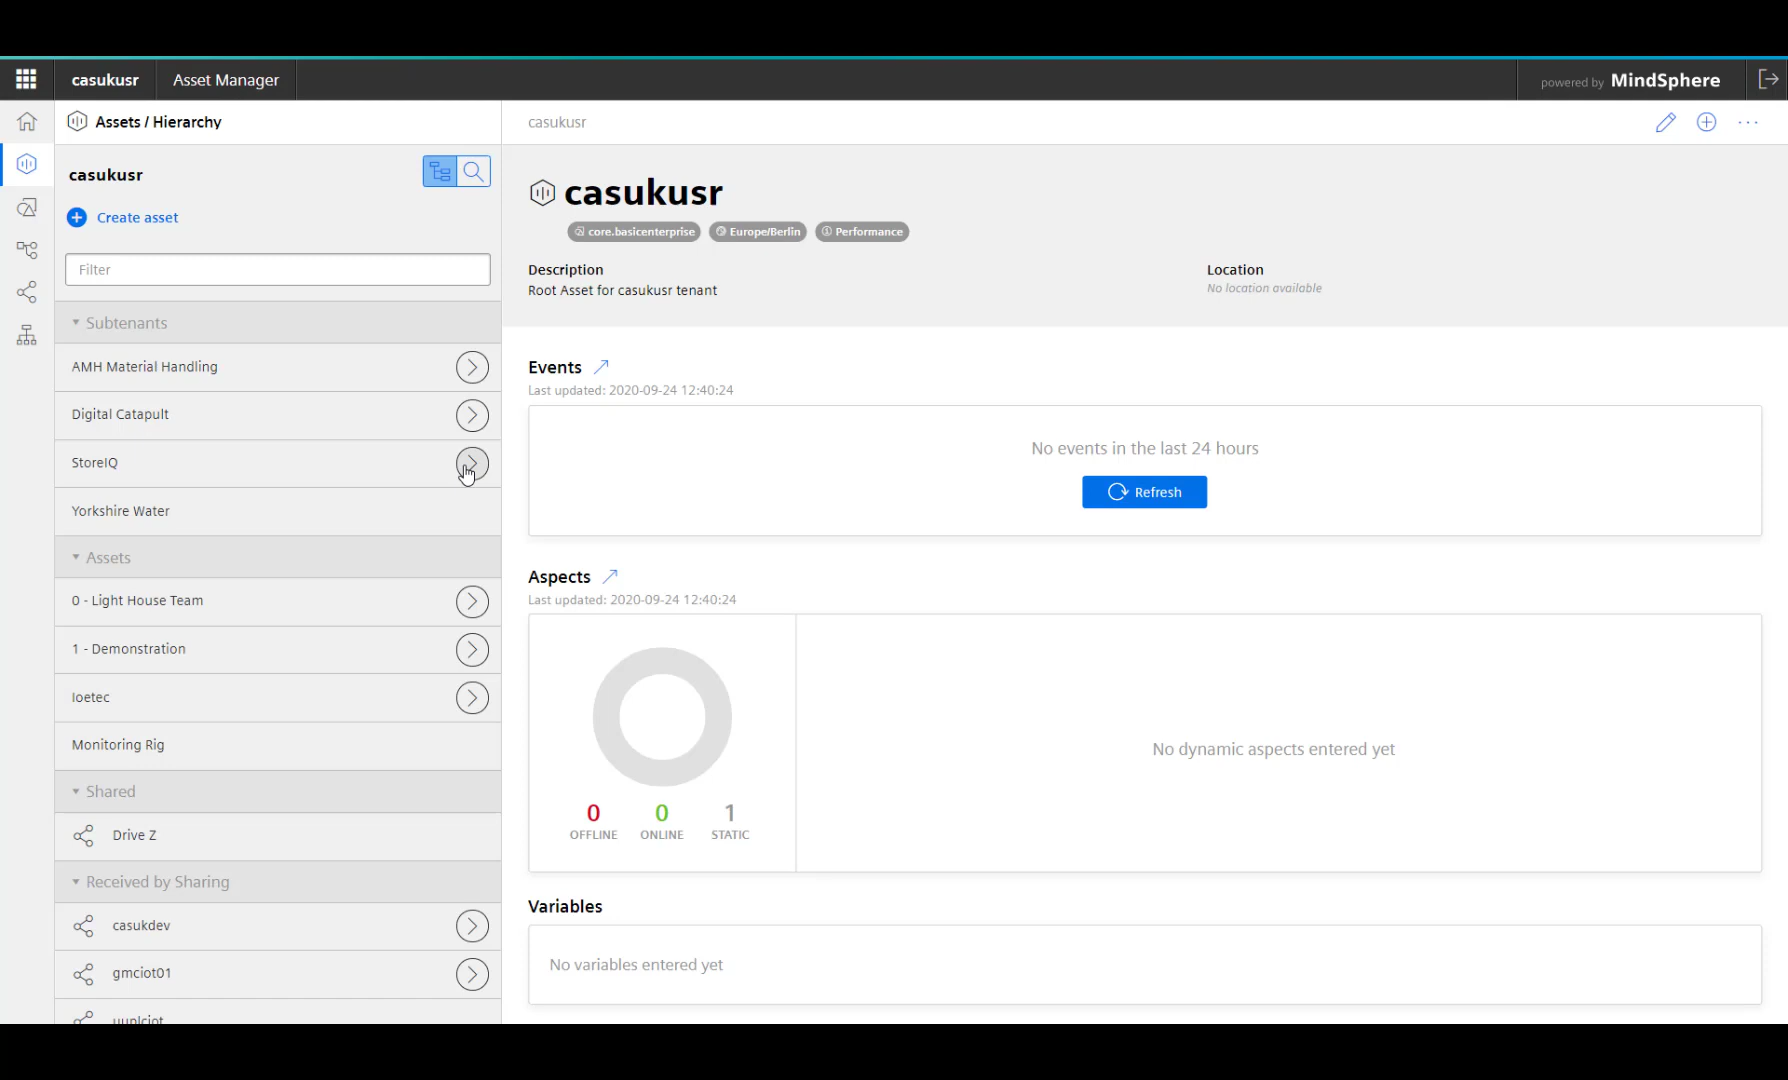 casukusr
Asset Manager
powered by MindSphere
Assets / Hierarchy
casukusr
casukusr
Create asset
Filter
Subtenants
AMH Material Handling
Digital Catapult
StoreIQ
Yorkshire Water
Assets
0 - Light House Team
1 - Demonstration
Ioetec
Monitoring Rig
Shared
Drive Z
Received by Sharing
casukdev
gmciot01
casukusr
core.basicenterprise
Europe/Berlin
Performance
Description
Root Asset for casukusr tenant
Location
No location available
Events
Last updated: 2020-09-24 12:40:24
No events in the last 24 hours
Refresh
Aspects
Last updated: 2020-09-24 12:40:24
0
OFFLINE
0
ONLINE
1
STATIC
No dynamic aspects entered yet
Variables
No variables entered yet